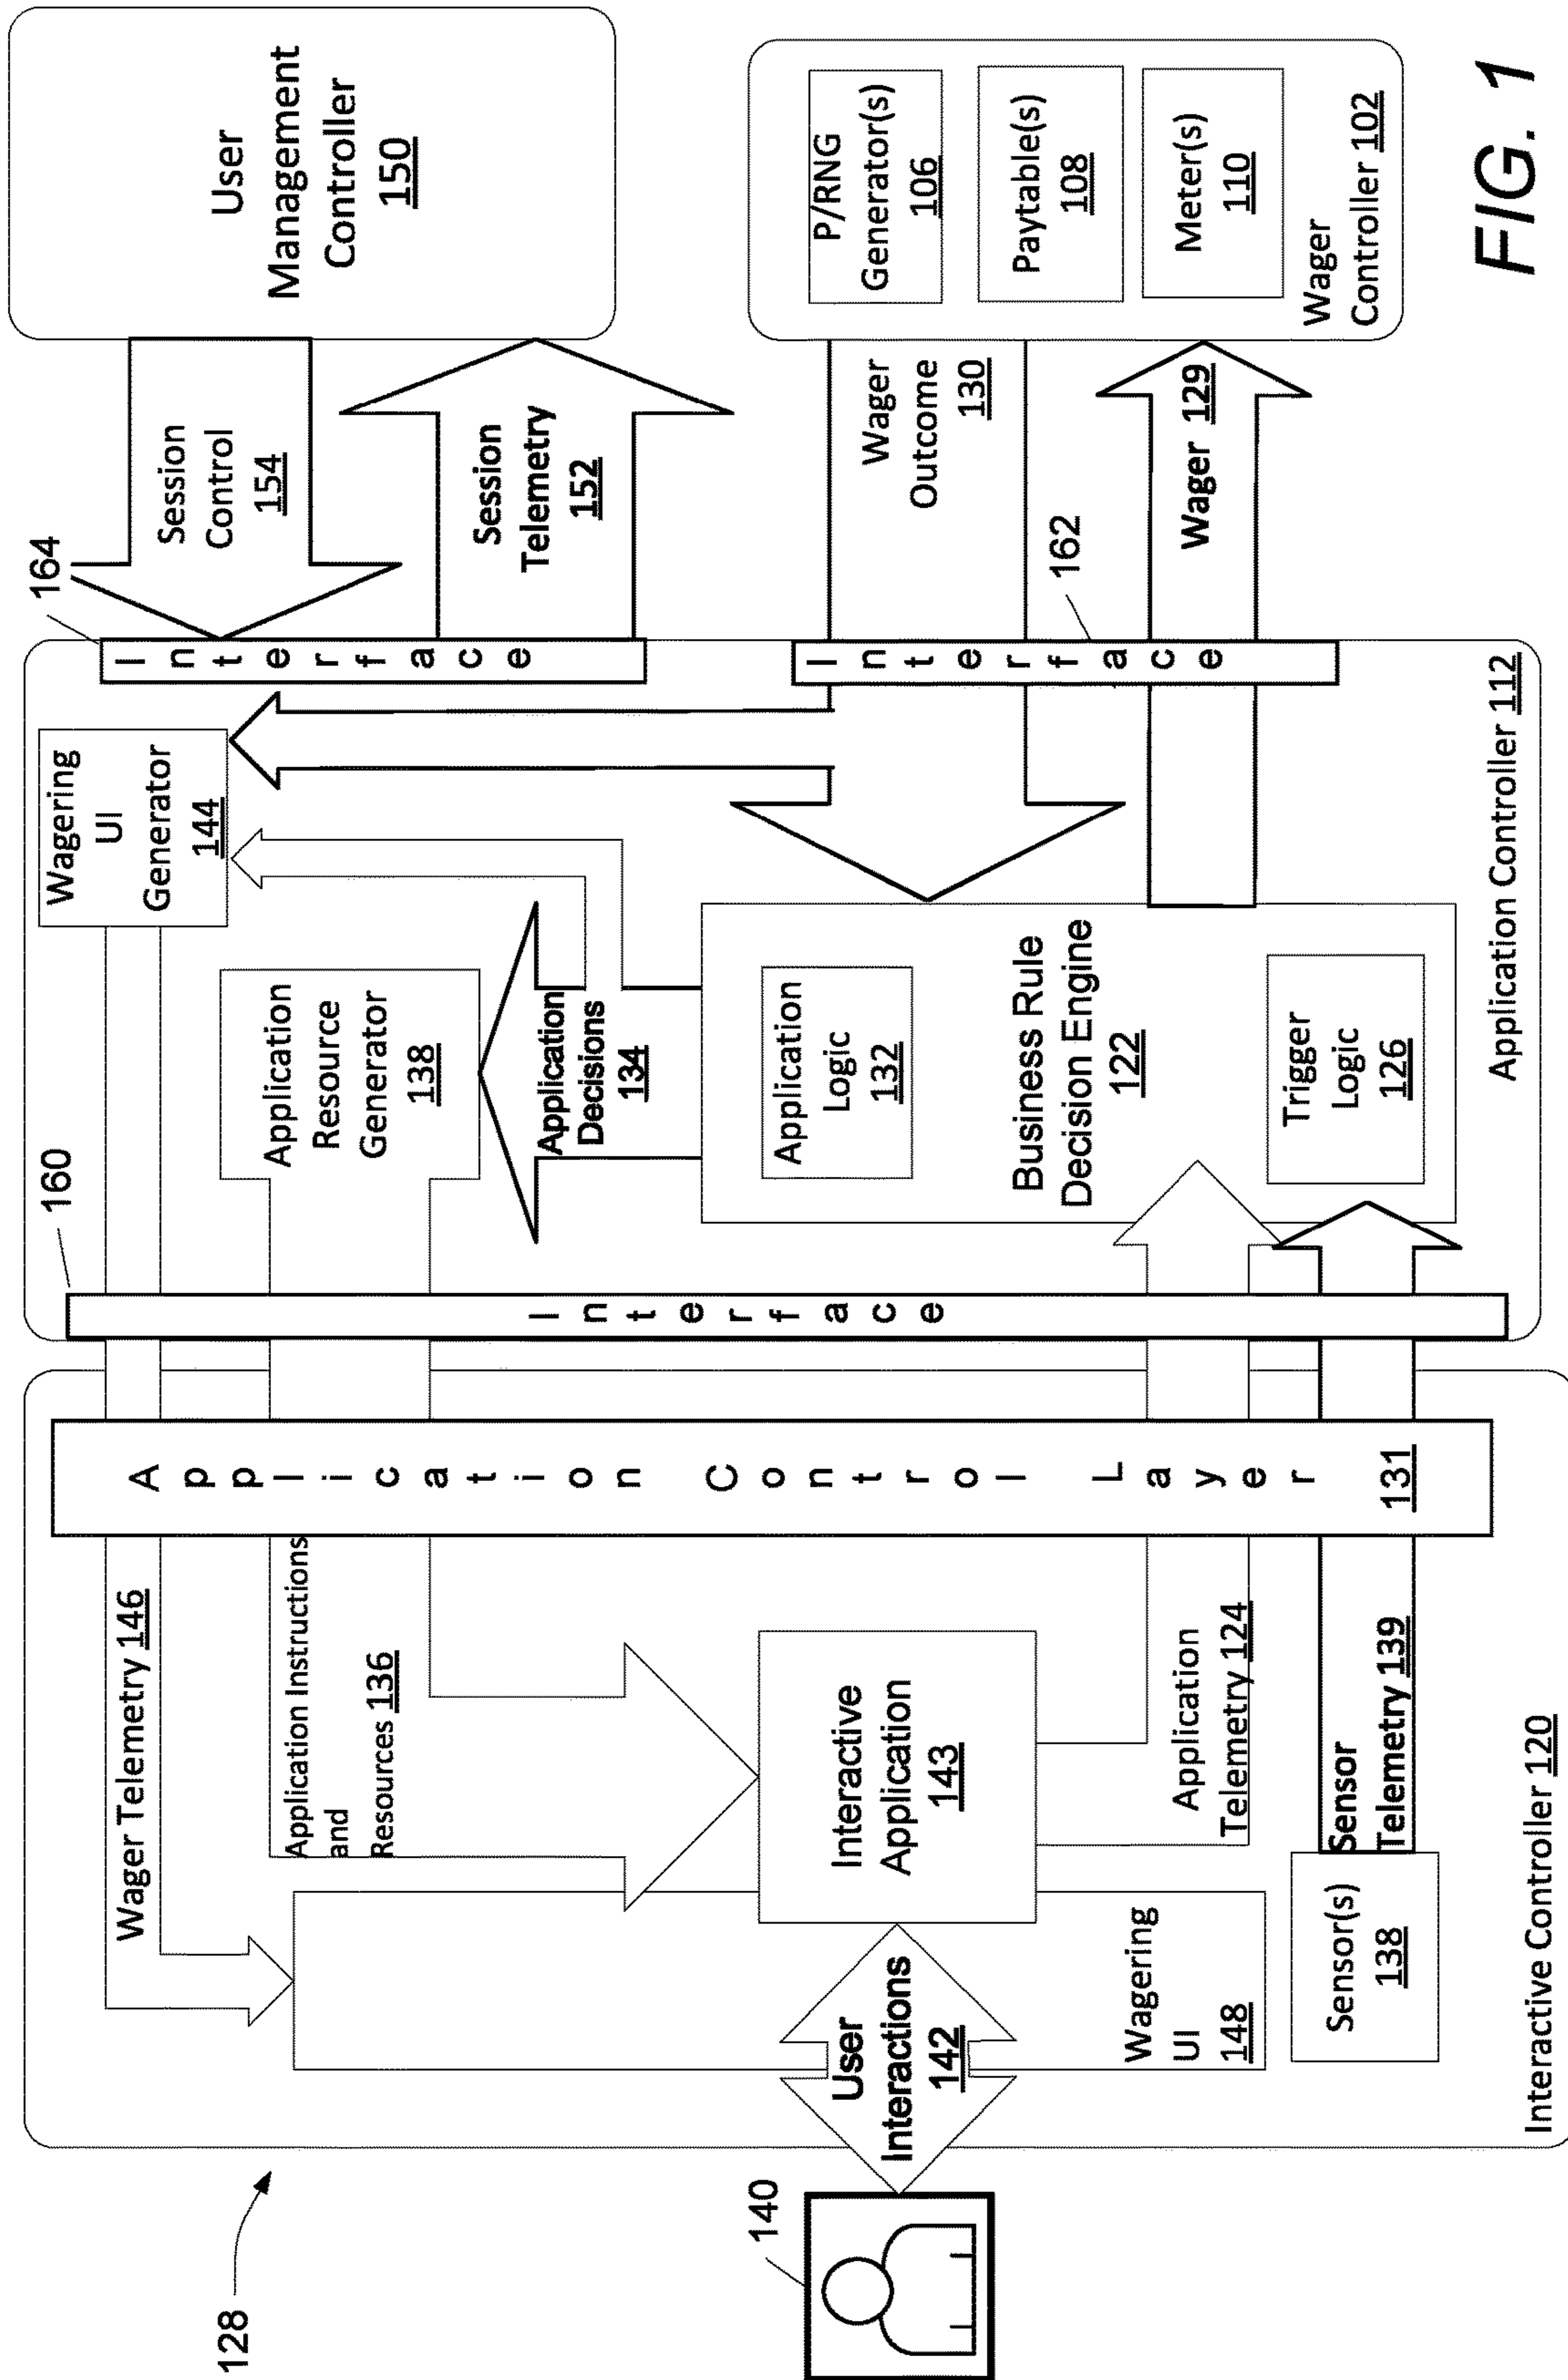 128
140
User
Interactions
142
Interactive Controller 120
Wager Telemetry 146
Application Instructions
and
Resources 136
Interactive
Application
143
Wagering
UI
148
Application
Telemetry 124
Sensor(s)
138
Sensor
Telemetry 139
Application Control Layer 131
160
Interface
Application Controller 112
Wagering
UI
Generator
144
Application
Resource
Generator
138
Application
Decisions
134
Application
Logic
132
Business Rule
Decision Engine
122
Trigger
Logic
126
164
Interface
162
Interface
Session
Control
154
Session
Telemetry
152
Wager
Outcome
130
Wager 129
User
Management
Controller
150
P/RNG
Generator(s)
106
Paytable(s)
108
Meter(s)
110
Wager
Controller 102
FIG. 1